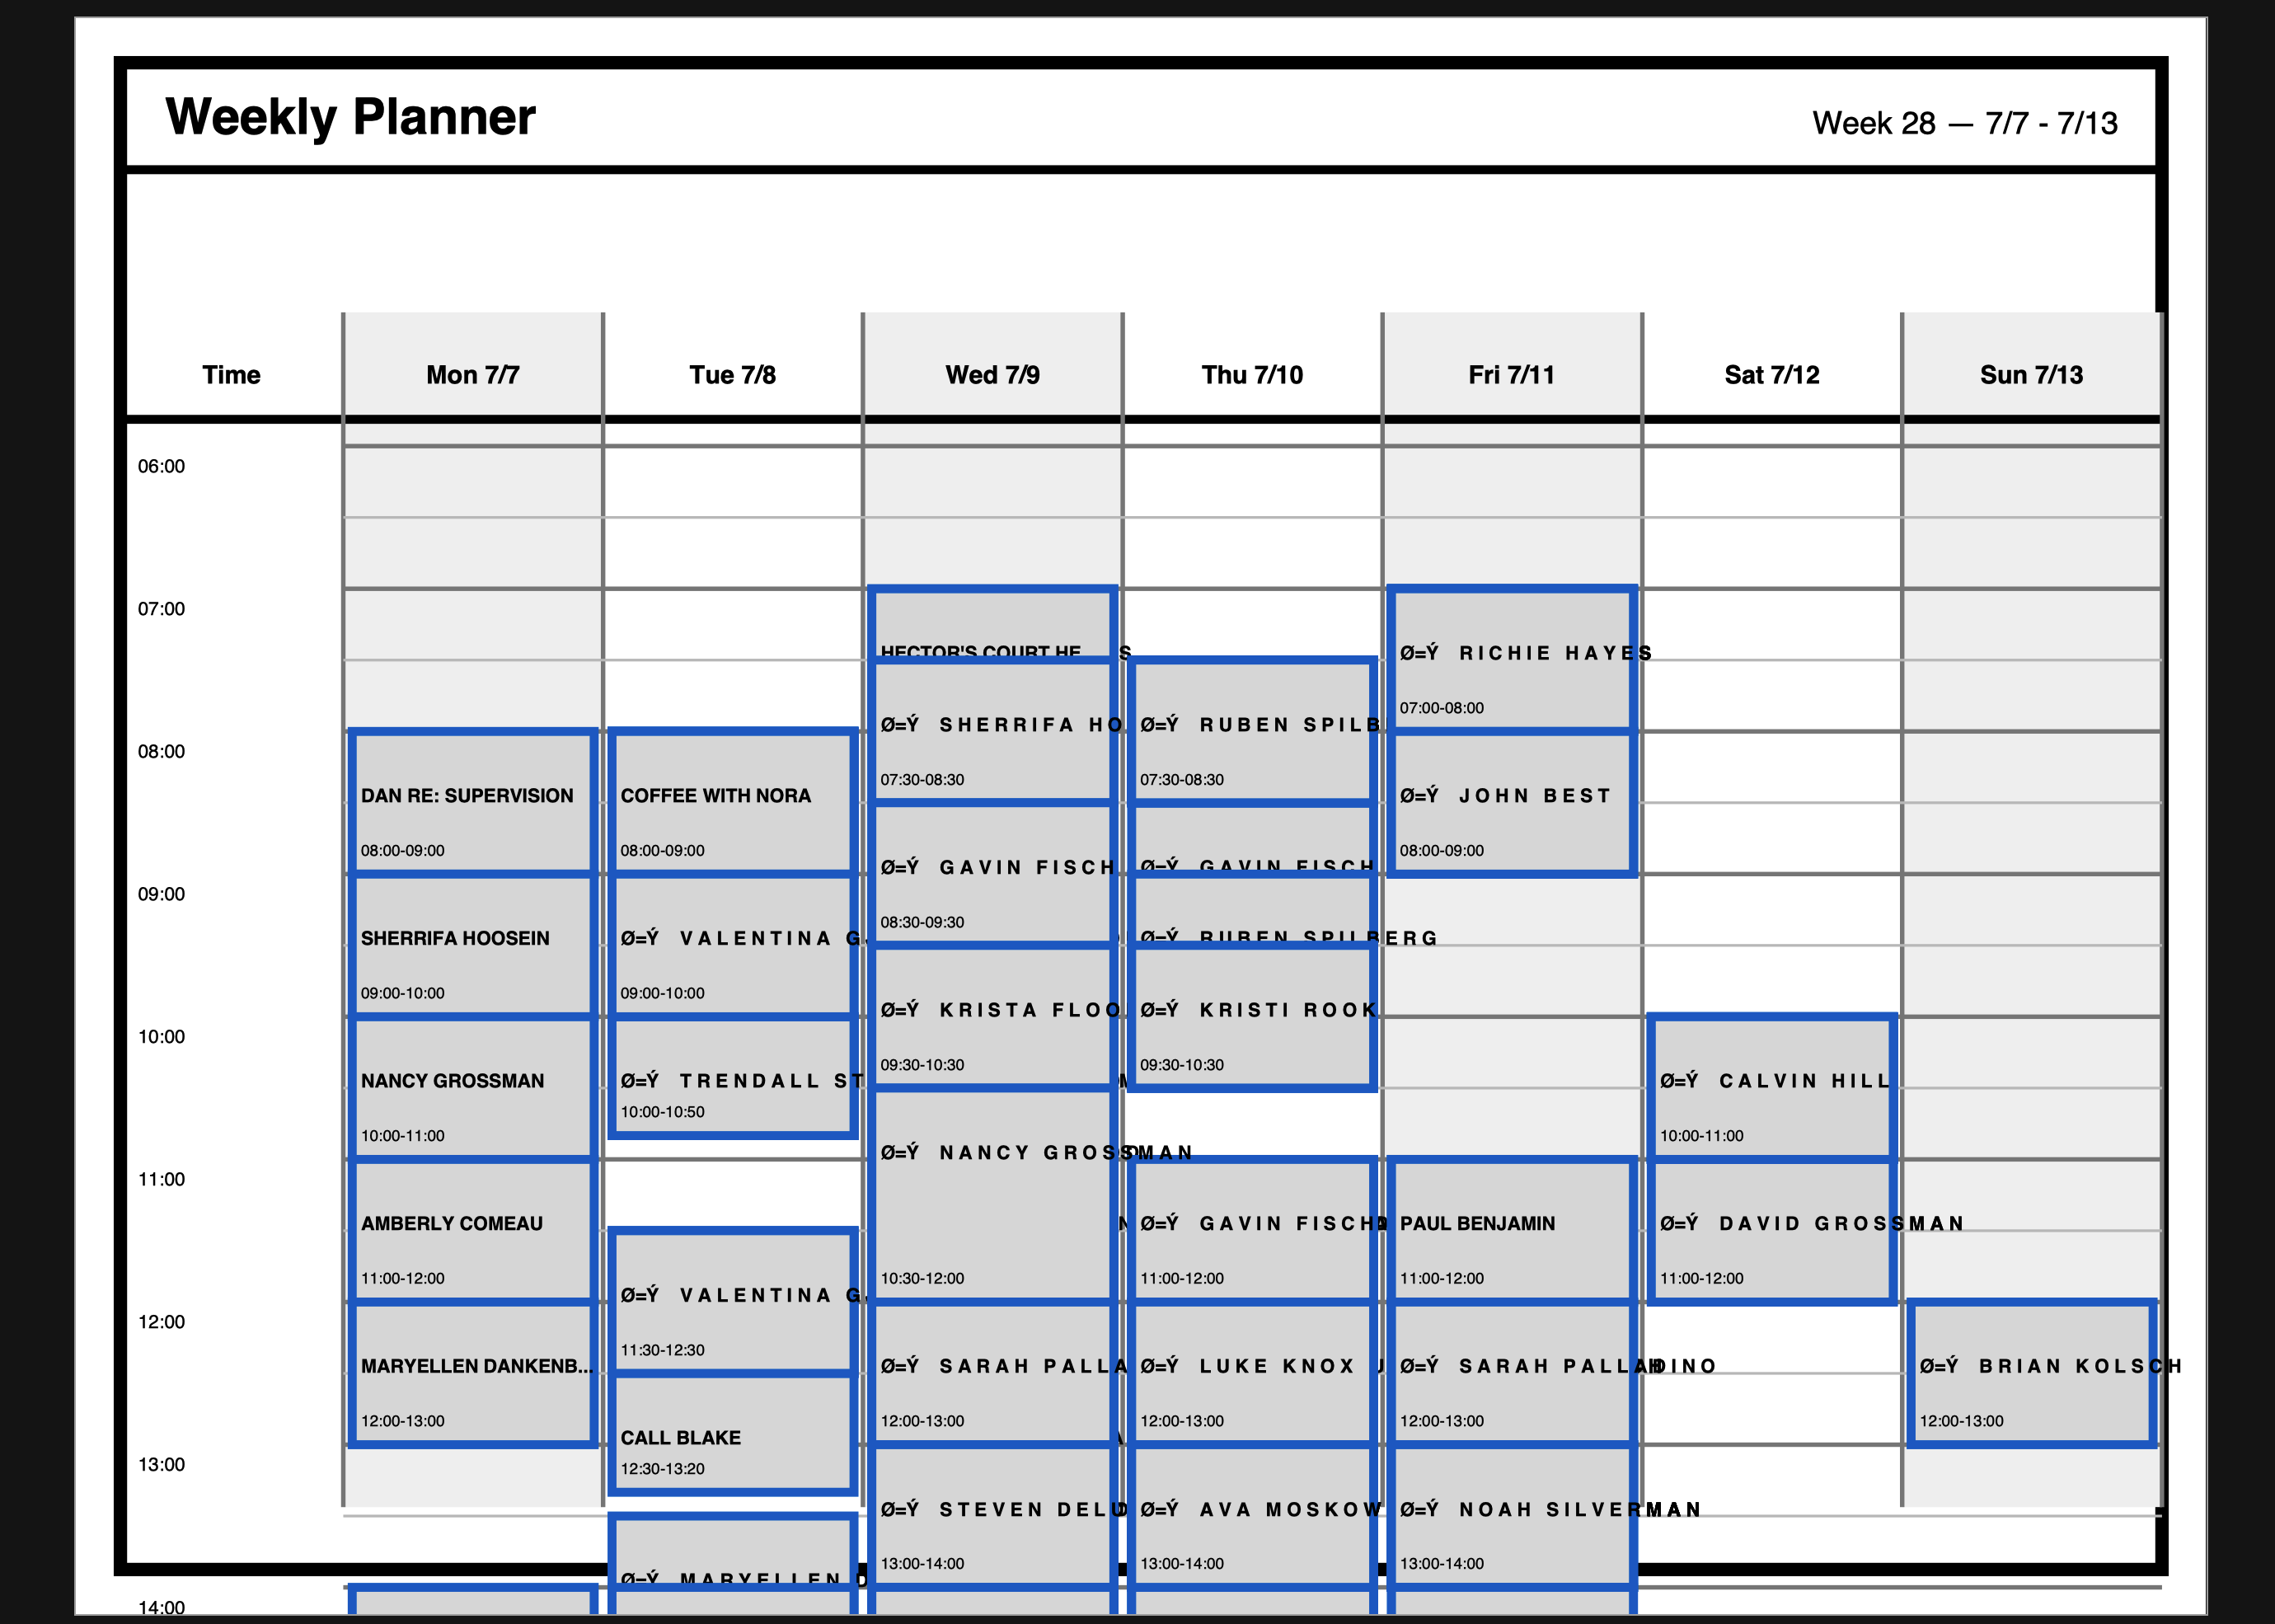 Weekly Planner
Week 28 — 7/7 - 7/13
Time Mon 7/7 Tue 7/8 Wed 7/9 Thu 7/10 Fri 7/11 Sat 7/12 Sun 7/13
06:00
07:00
HECTOR'S COURT HE
Ø=Ý RICHIE HAYES
07:00-08:00
Ø=Ý SHERRIFA HO
07:30-08:30
Ø=Ý RUBEN SPILB
07:30-08:30
08:00
DAN RE: SUPERVISION
08:00-09:00
COFFEE WITH NORA
08:00-09:00
Ø=Ý JOHN BEST
08:00-09:00
Ø=Ý GAVIN FISCH
08:30-09:30
Ø=Ý GAVIN FISCH
09:00
SHERRIFA HOOSEIN
09:00-10:00
Ø=Ý VALENTINA G
09:00-10:00
Ø=Ý RUBEN SPILBERG
Ø=Ý KRISTA FLOO
09:30-10:30
Ø=Ý KRISTI ROOK
09:30-10:30
10:00
NANCY GROSSMAN
10:00-11:00
Ø=Ý TRENDALL ST
10:00-10:50
Ø=Ý CALVIN HILL
10:00-11:00
Ø=Ý NANCY GROSSMAN
10:30-12:00
11:00
AMBERLY COMEAU
11:00-12:00
Ø=Ý GAVIN FISCH
11:00-12:00
PAUL BENJAMIN
11:00-12:00
Ø=Ý DAVID GROSSMAN
11:00-12:00
Ø=Ý VALENTINA G
11:30-12:30
12:00
MARYELLEN DANKENB...
12:00-13:00
Ø=Ý SARAH PALLA
12:00-13:00
Ø=Ý LUKE KNOX
12:00-13:00
Ø=Ý SARAH PALLADINO
12:00-13:00
Ø=Ý BRIAN KOLSCH
12:00-13:00
CALL BLAKE
12:30-13:20
13:00
Ø=Ý STEVEN DELU
13:00-14:00
Ø=Ý AVA MOSKOW
13:00-14:00
Ø=Ý NOAH SILVERMAN
13:00-14:00
Ø=Ý MARYELLEN D
14:00